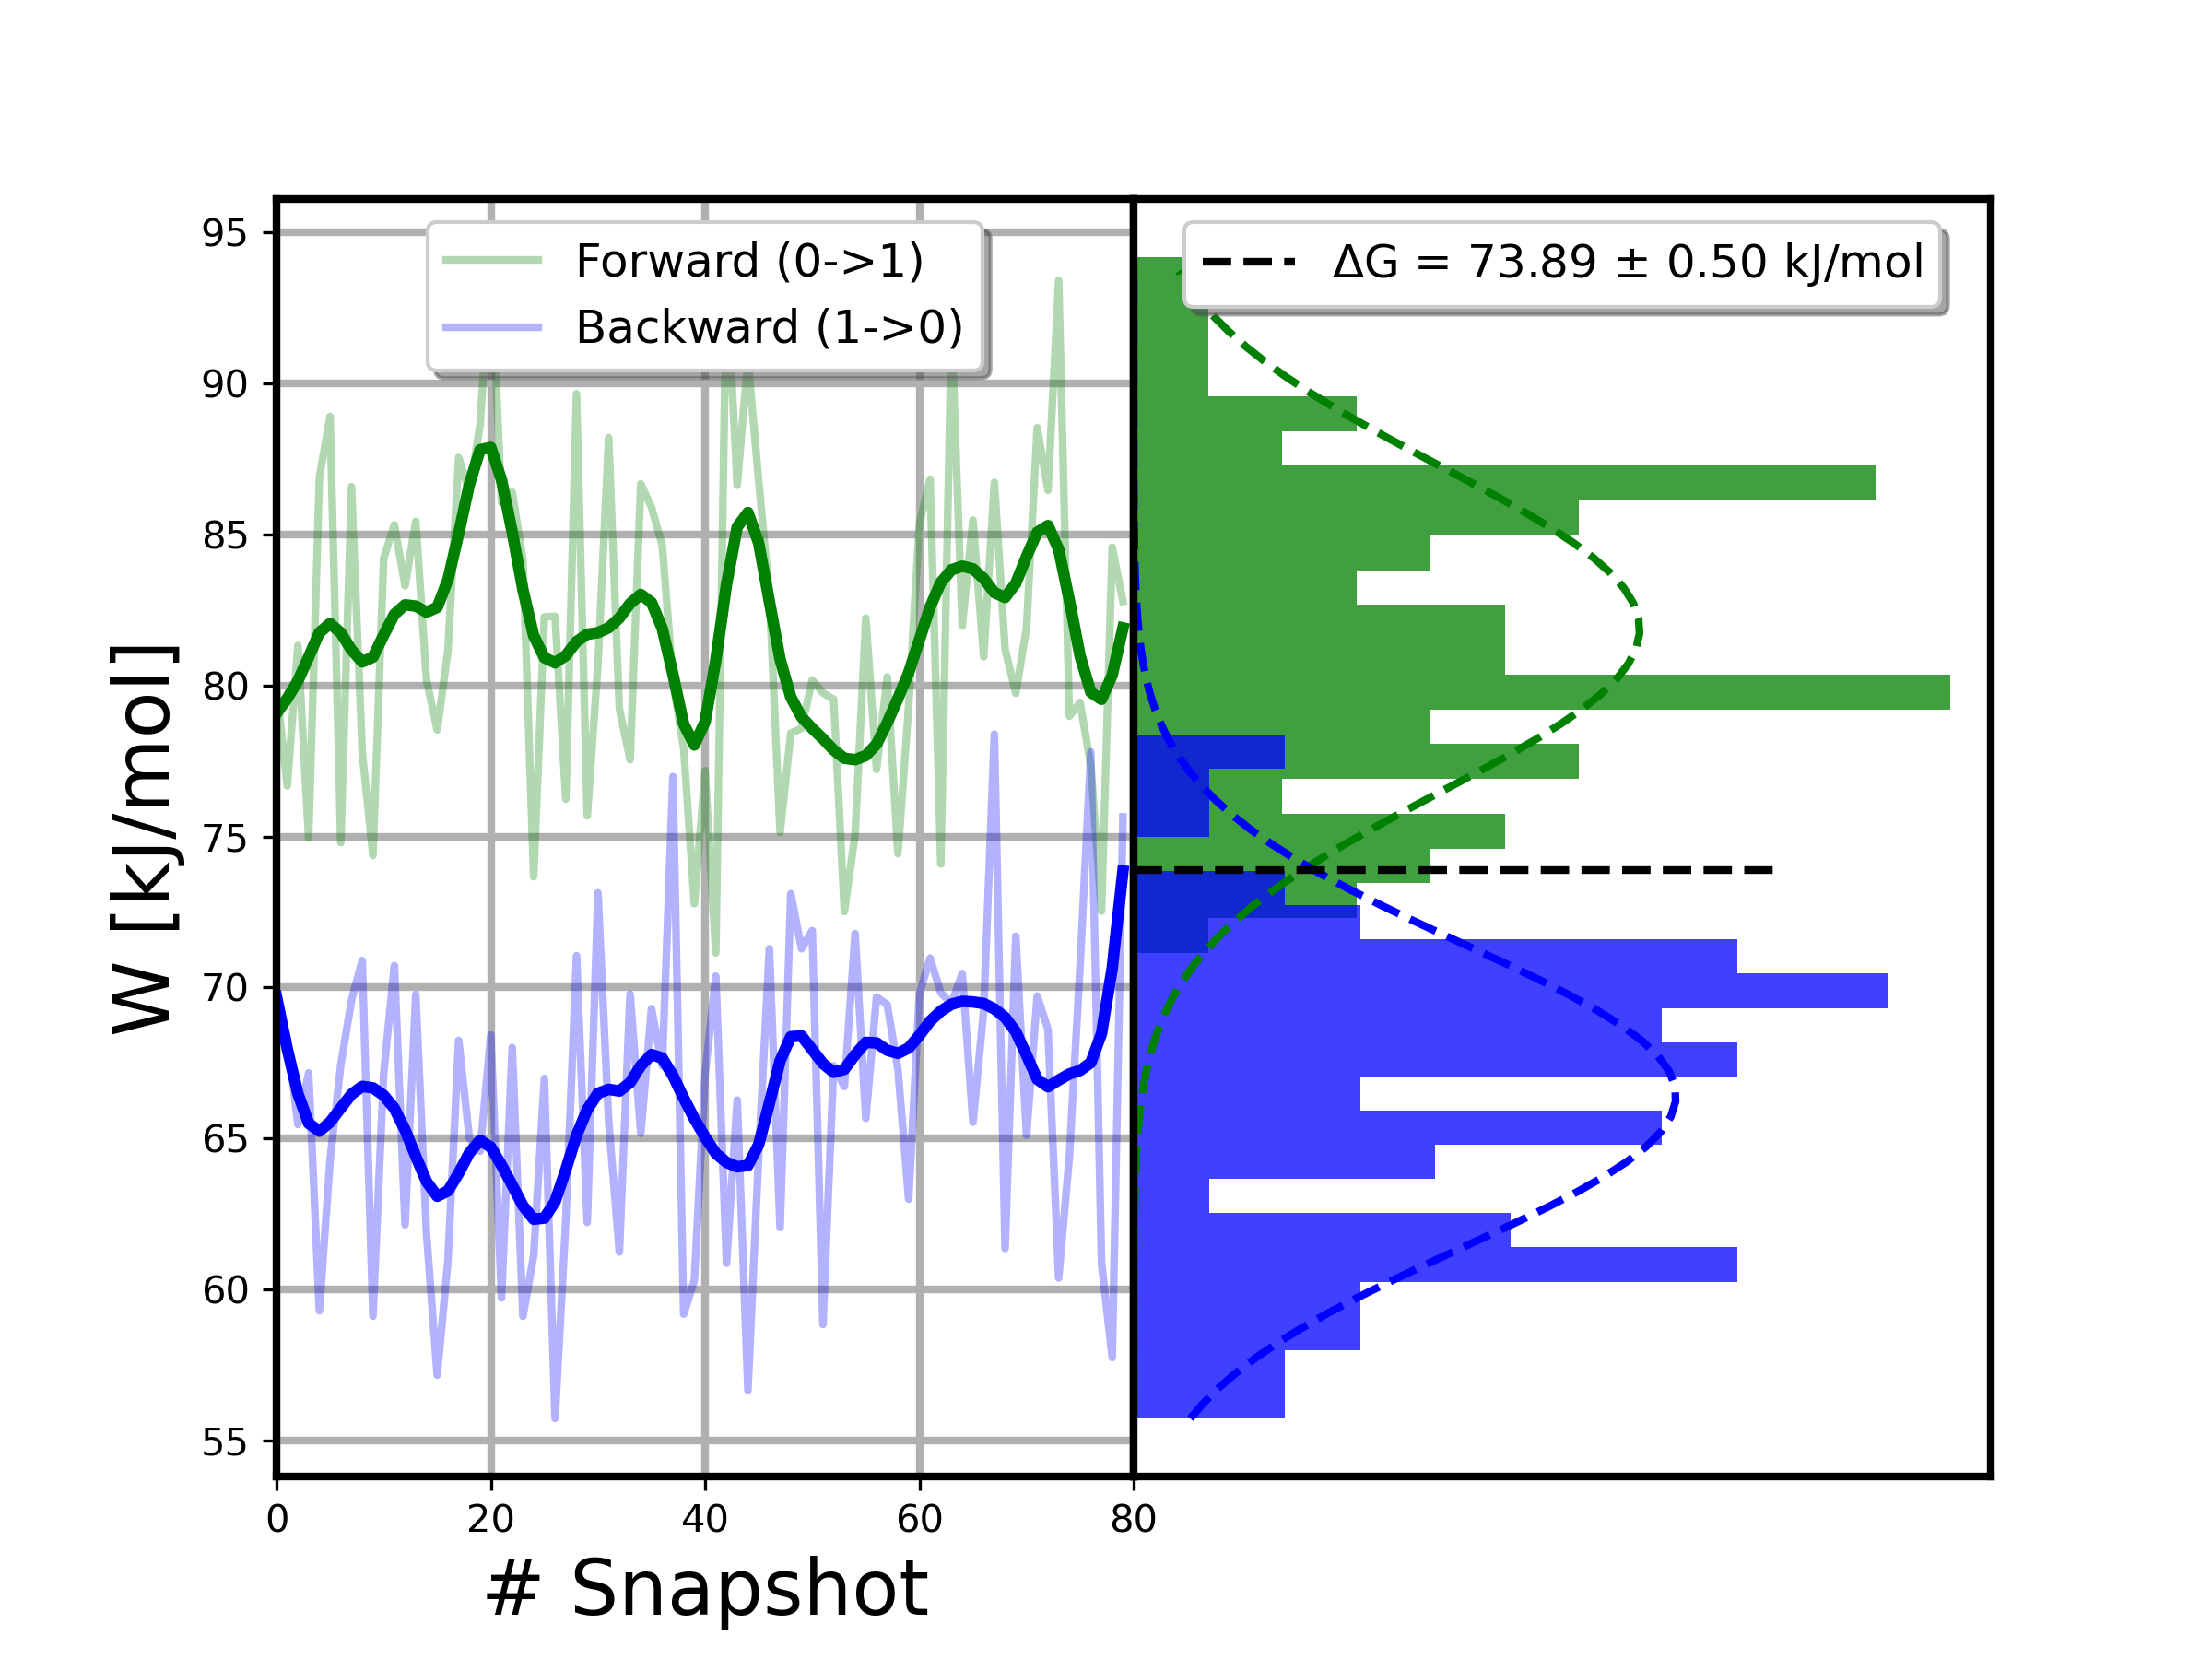 Forward (0->1)
Backward (1->0)
ΔG = 73.89 ± 0.50 kJ/mol
95
90
85
80
75
70
65
60
55
W [kJ/mol]
0 20 40 60 80
# Snapshot